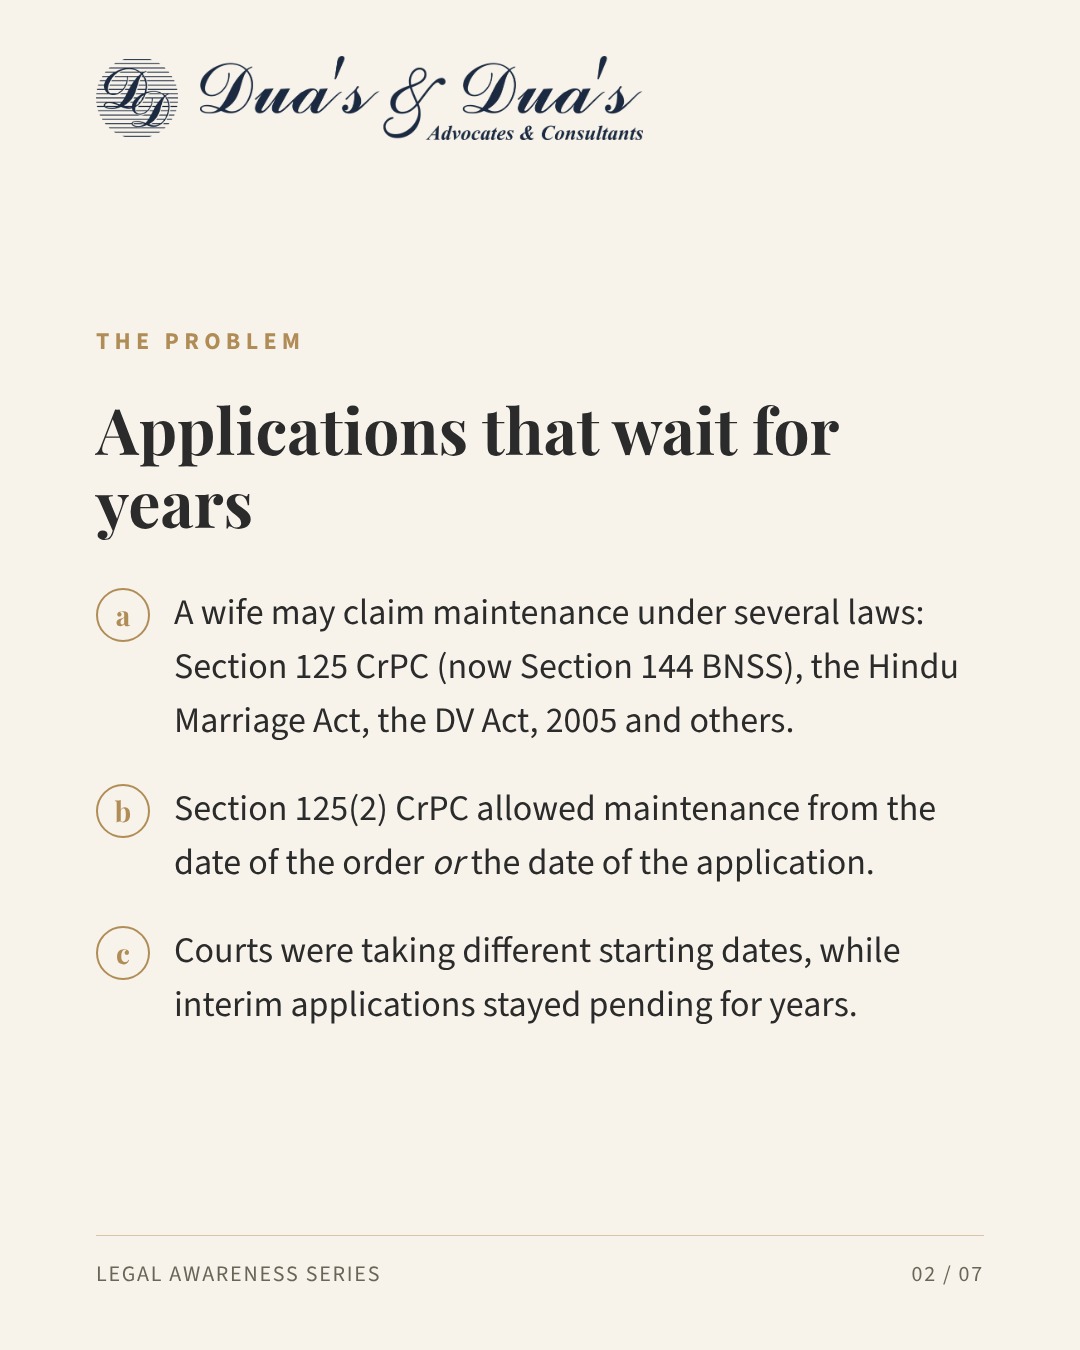 DD Dua's & Dua's
Advocates & Consultants
THE PROBLEM
Applications that wait for
years
a A wife may claim maintenance under several laws:
Section 125 CrPC (now Section 144 BNSS), the Hindu
Marriage Act, the DV Act, 2005 and others.
b Section 125(2) CrPC allowed maintenance from the
date of the order or the date of the application.
c Courts were taking different starting dates, while
interim applications stayed pending for years.
LEGAL AWARENESS SERIES 02 / 07